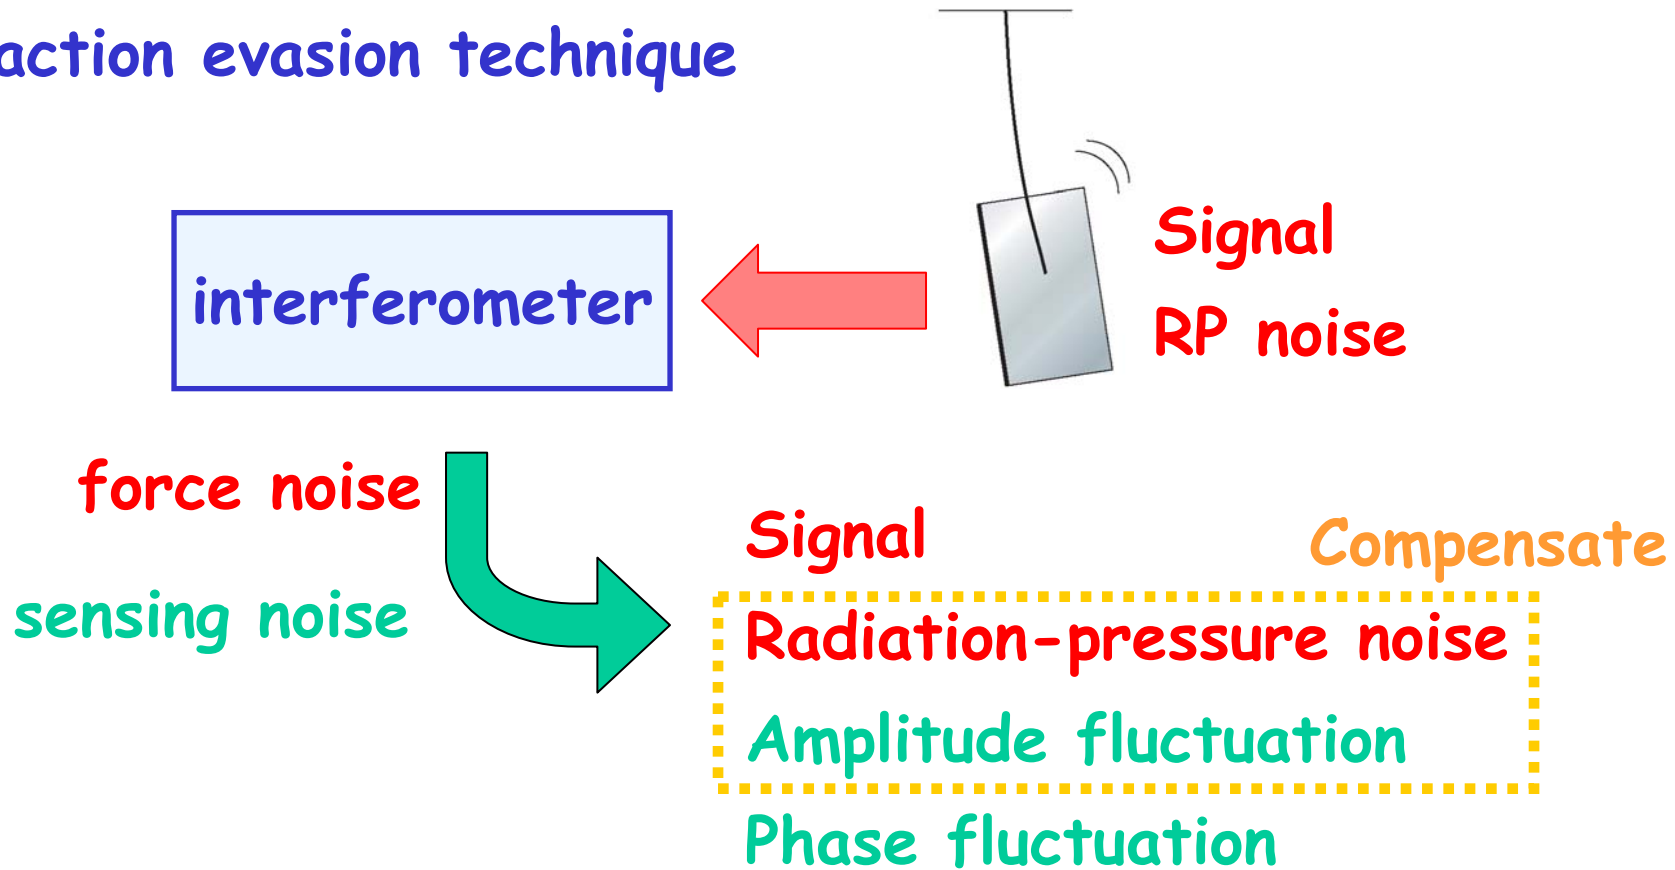 action evasion technique
Signal
interferometer
RP noise
force noise
Signal
Compensate
sensing noise
Radiation-pressure noise
Amplitude fluctuation
Phase fluctuation